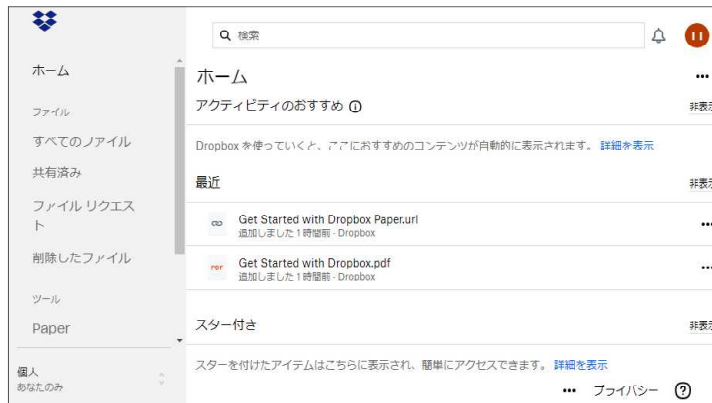 検索
ホーム
ファイル
すべてのノアイル
共有済み
ファイル リクエス
ト
削除したファイル
ツール
Paper
個人
あなたのみ
ホーム
アクティビティのおすすめ
非表示
Dropbox を使っていくと、ここにおすすめのコンテンツが自動的に表示されます。 詳細を表示
最近
非表示
Get Started with Dropbox Paper.url
追加しました 1 時間前 - Dropbox
PDF
Get Started with Dropbox.pdf
追加しました 1 時間前 - Dropbox
スター付き
非表示
スターを付けたアイテムはこちらに表示され、簡単にアクセスできます。 詳細を表示
プライバシー